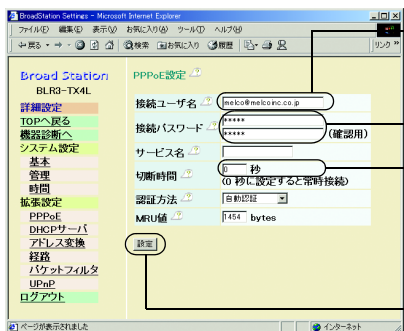 BroadStation Settings - Microsoft Internet Explorer
ファイル(F) 編集(E) 表示(V) お気に入り(A) ツール(T) ヘルプ(H)
戻る 検索 お気に入り 履歴 リンク »
Broad Station
BLR3-TX4L
詳細設定
TOPへ戻る
機器診断へ
システム設定
基本
管理
時間
拡張設定
PPPoE
DHCPサーバ
アドレス変換
経路
パケットフィルタ
UPnP
ログアウト
PPPoE設定
接続ユーザ名 melco@melcoinc.co.jp
接続パスワード *****
***** (確認用)
サービス名
切断時間 0 秒
(0 秒に設定すると常時接続)
認証方法 自動認証
MRU値 1454 bytes
設定
ページが表示されました インターネット